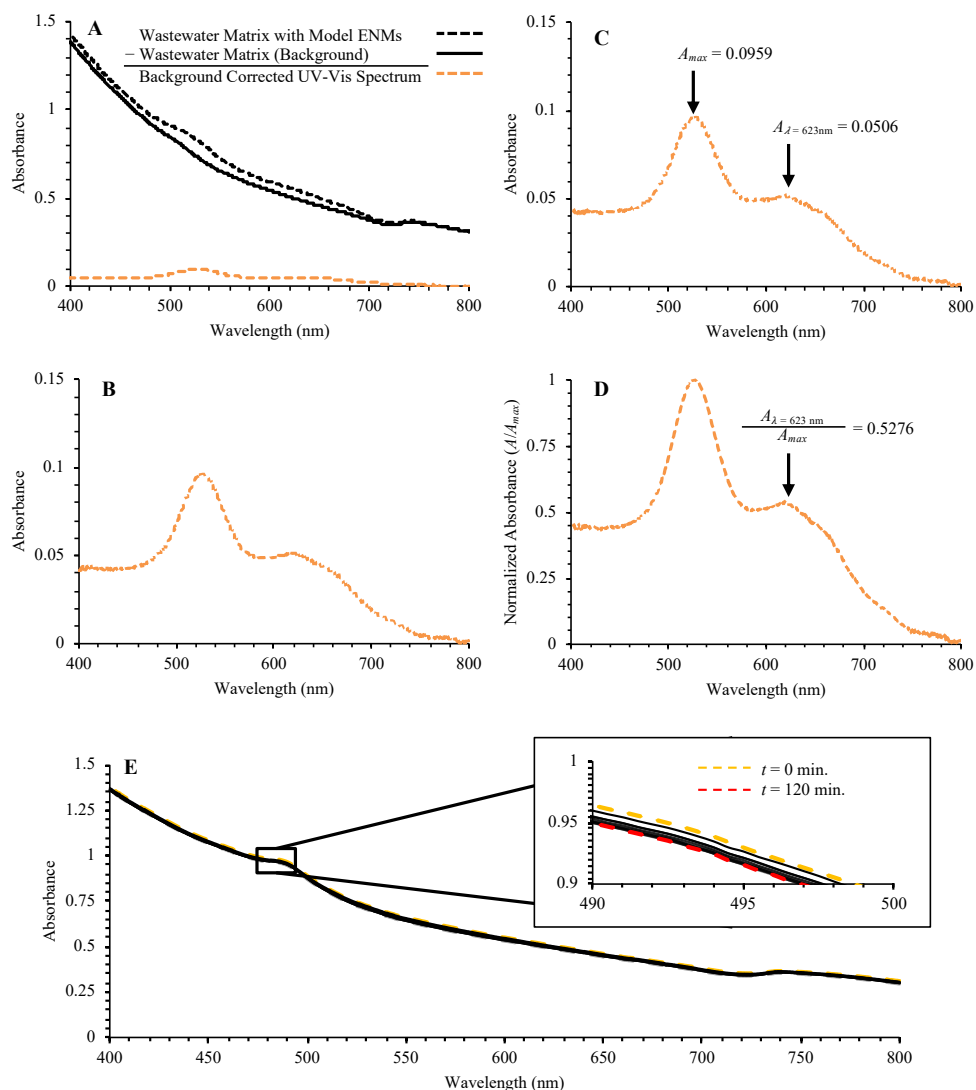 A
Wastewater Matrix with Model ENMs
− Wastewater Matrix (Background)
Background Corrected UV-Vis Spectrum
1.5
1
0.5
0
400
500
600
700
800
Absorbance
Wavelength (nm)
C
A_max = 0.0959
A_λ = 623nm = 0.0506
0.15
0.1
0.05
0
400
500
600
700
800
Absorbance
Wavelength (nm)
B
0.15
0.1
0.05
0
400
500
600
700
800
Absorbance
Wavelength (nm)
D
A_λ = 623 nm
A_max
= 0.5276
1
0.75
0.5
0.25
0
400
500
600
700
800
Normalized Absorbance (A/A_max)
Wavelength (nm)
E
1.5
1.25
1
0.75
0.5
0.25
0
400
450
500
550
600
650
700
750
800
Absorbance
Wavelength (nm)
t = 0 min.
t = 120 min.
1
0.95
0.9
490
495
500